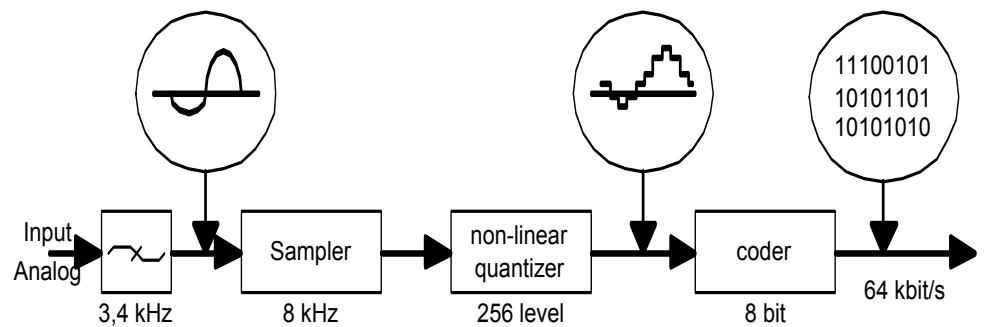 11100101
10101101
10101010
Input
Analog
Sampler
non-linear
quantizer
coder
3,4 kHz
8 kHz
256 level
8 bit
64 kbit/s